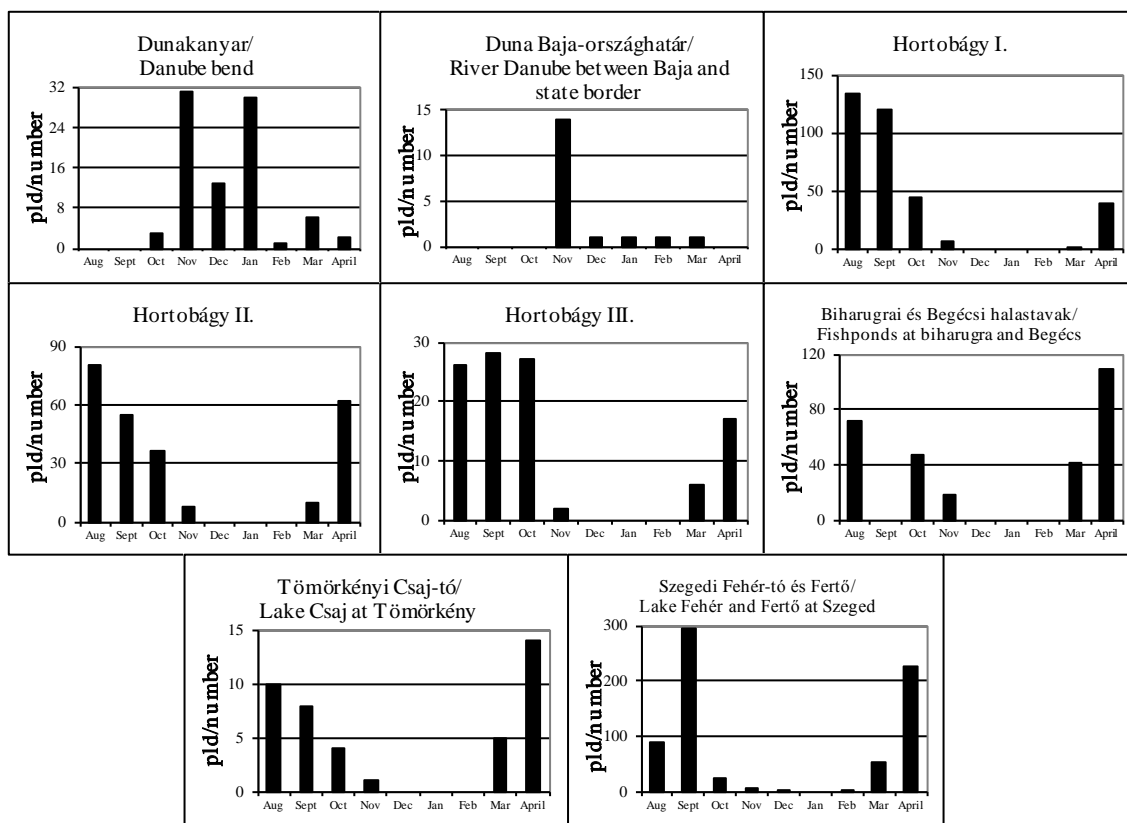 Dunakanyar/
Danube bend
pld/number
32
24
16
8
0
Aug Sept Oct Nov Dec Jan Feb Mar April
Duna Baja-országhatár/
River Danube between Baja and
state border
pld/number
15
10
5
0
Aug Sept Oct Nov Dec Jan Feb Mar April
Hortobágy I.
pld/number
150
100
50
0
Aug Sept Oct Nov Dec Jan Feb Mar April
Hortobágy II.
pld/number
90
60
30
0
Aug Sept Oct Nov Dec Jan Feb Mar April
Hortobágy III.
pld/number
30
20
10
0
Aug Sept Oct Nov Dec Jan Feb Mar April
Biharugrai és Begécsi halastavak/
Fishponds at biharugra and Begécs
pld/number
120
80
40
0
Aug Sept Oct Nov Dec Jan Feb Mar April
Tömörkényi Csaj-tó/
Lake Csaj at Tömörkény
pld/number
15
10
5
0
Aug Sept Oct Nov Dec Jan Feb Mar April
Szegedi Fehér-tó és Fertő/
Lake Fehér and Fertő at Szeged
pld/number
300
200
100
0
Aug Sept Oct Nov Dec Jan Feb Mar April